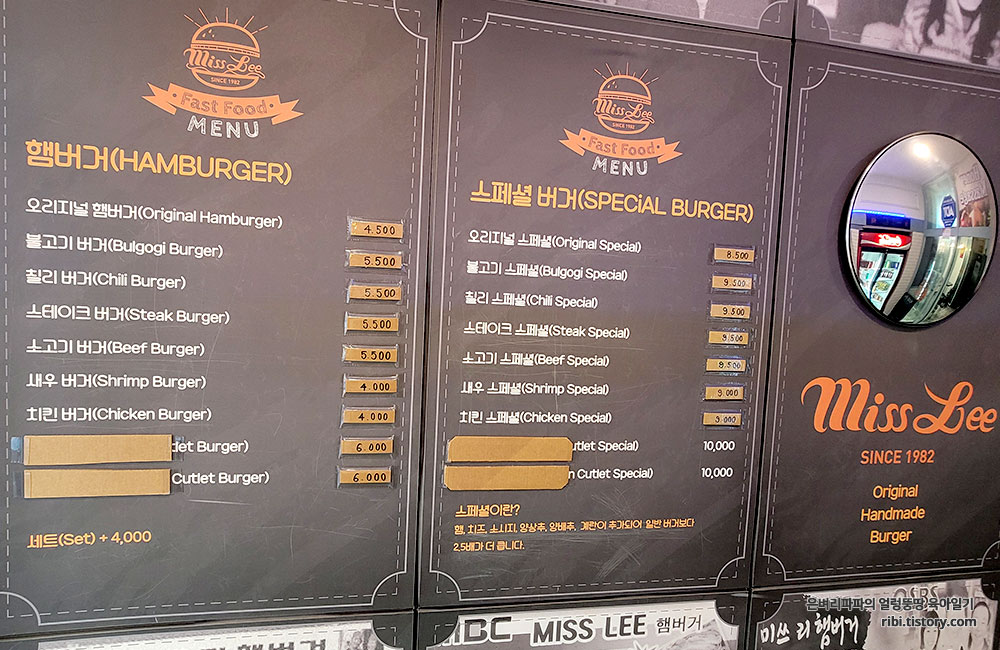 Miss Lee
SINCE 1982
Fast Food
MENU
햄버거(HAMBURGER)
오리지널 햄버거(Original Hamburger) 4.500
불고기 버거(Bulgogi Burger) 5.500
칠리 버거(Chili Burger) 5.500
스테이크 버거(Steak Burger) 5.500
소고기 버거(Beef Burger) 5.500
새우 버거(Shrimp Burger) 4.000
치킨 버거(Chicken Burger) 4.000
Burger) 6.000
Cutlet Burger) 6.000
세트(Set) + 4,000
Miss Lee
SINCE 1982
Fast Food
MENU
스페셜 버거(SPECiAL BURGER)
오리지널 스페셜(Original Special) 8.500
불고기 스페셜(Bulgogi Special) 9.500
칠리 스페셜(Chili Special) 9.500
스테이크 스페셜(Steak Special) 9.500
소고기 스페셜(Beef Special) 9.500
새우 스페셜(Shrimp Special) 9.000
치킨 스페셜(Chicken Special) 9.000
Special) 10,000
Cutlet Special) 10,000
스페셜이란?
햄, 치즈, 소시지, 양상추, 양배추, 계란이 추가되어 일반 버거보다
2.5배가 더 큽니다.
Miss Lee
SINCE 1982
Original
Handmade
Burger
햄버거
MBC MISS LEE 햄버거
SBS
미쓰 리 햄버거
은벼리파파의 얼렁뚱땅 육아일기
ribi.tistory.com